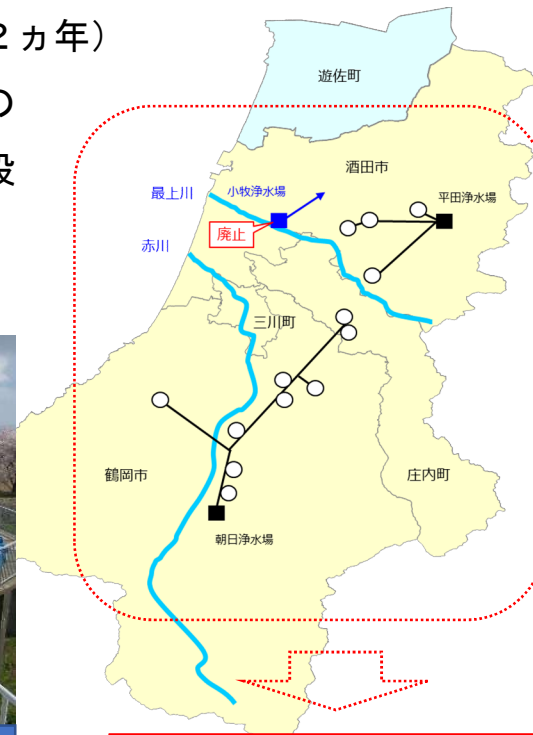 ２ヵ年）
の
設
遊佐町
酒田市
最上川
小牧浄水場
平田浄水場
廃止
赤川
三川町
鶴岡市
庄内町
朝日浄水場